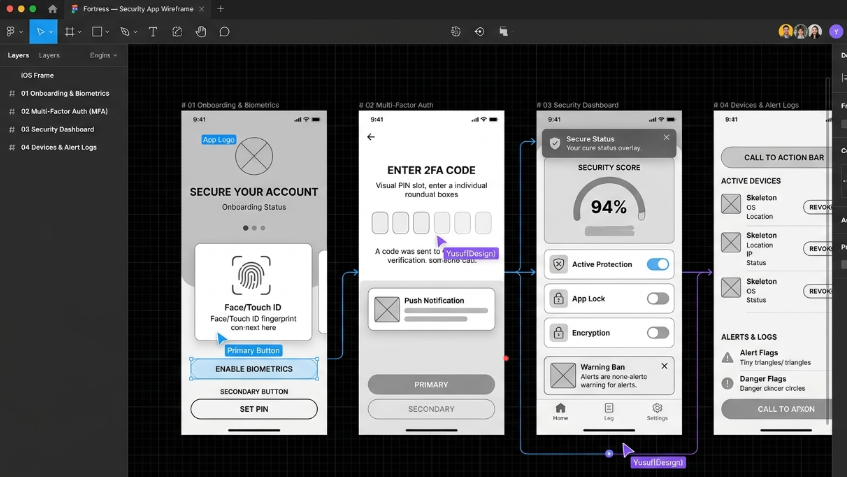 Fortress — Security App Wireframe
Layers
Layers
Engins
iOS Frame
01 Onboarding & Biometrics
02 Multi-Factor Auth (MFA)
03 Security Dashboard
04 Devices & Alert Logs
Y
# 01 Onboarding & Biometrics
9:41
App Logo
SECURE YOUR ACCOUNT
Onboarding Status
Face/Touch ID
Face/Touch ID fingerprint
con-next here
Primary Button
ENABLE BIOMETRICS
SECONDARY BUTTON
SET PIN
# 02 Multi-Factor Auth
9:41
ENTER 2FA CODE
Visual PIN slot, enter a individual
roundual boxes
Yusuf(Design)
A code was sent to
verification.
Push Notification
PRIMARY
SECONDARY
# 03 Security Dashboard
9:41
Secure Status
Your cure status overlay.
SECURITY SCORE
94%
Active Protection
App Lock
Encryption
Warning Ban
Alerts are none-alerto
warning for alerts.
Home
Log
Settings
Yusuf(Design)
# 04 Devices & Alert Logs
9:41
CALL TO ACTION BAR
ACTIVE DEVICES
Skeleton
OS
Location
REVOK
Skeleton
Location
IP
Status
REVOK
Skeleton
OS
Status
REVOK
ALERTS & LOGS
Alert Flags
Tiny triangles/ triangles
Danger Flags
Danger clincer circles